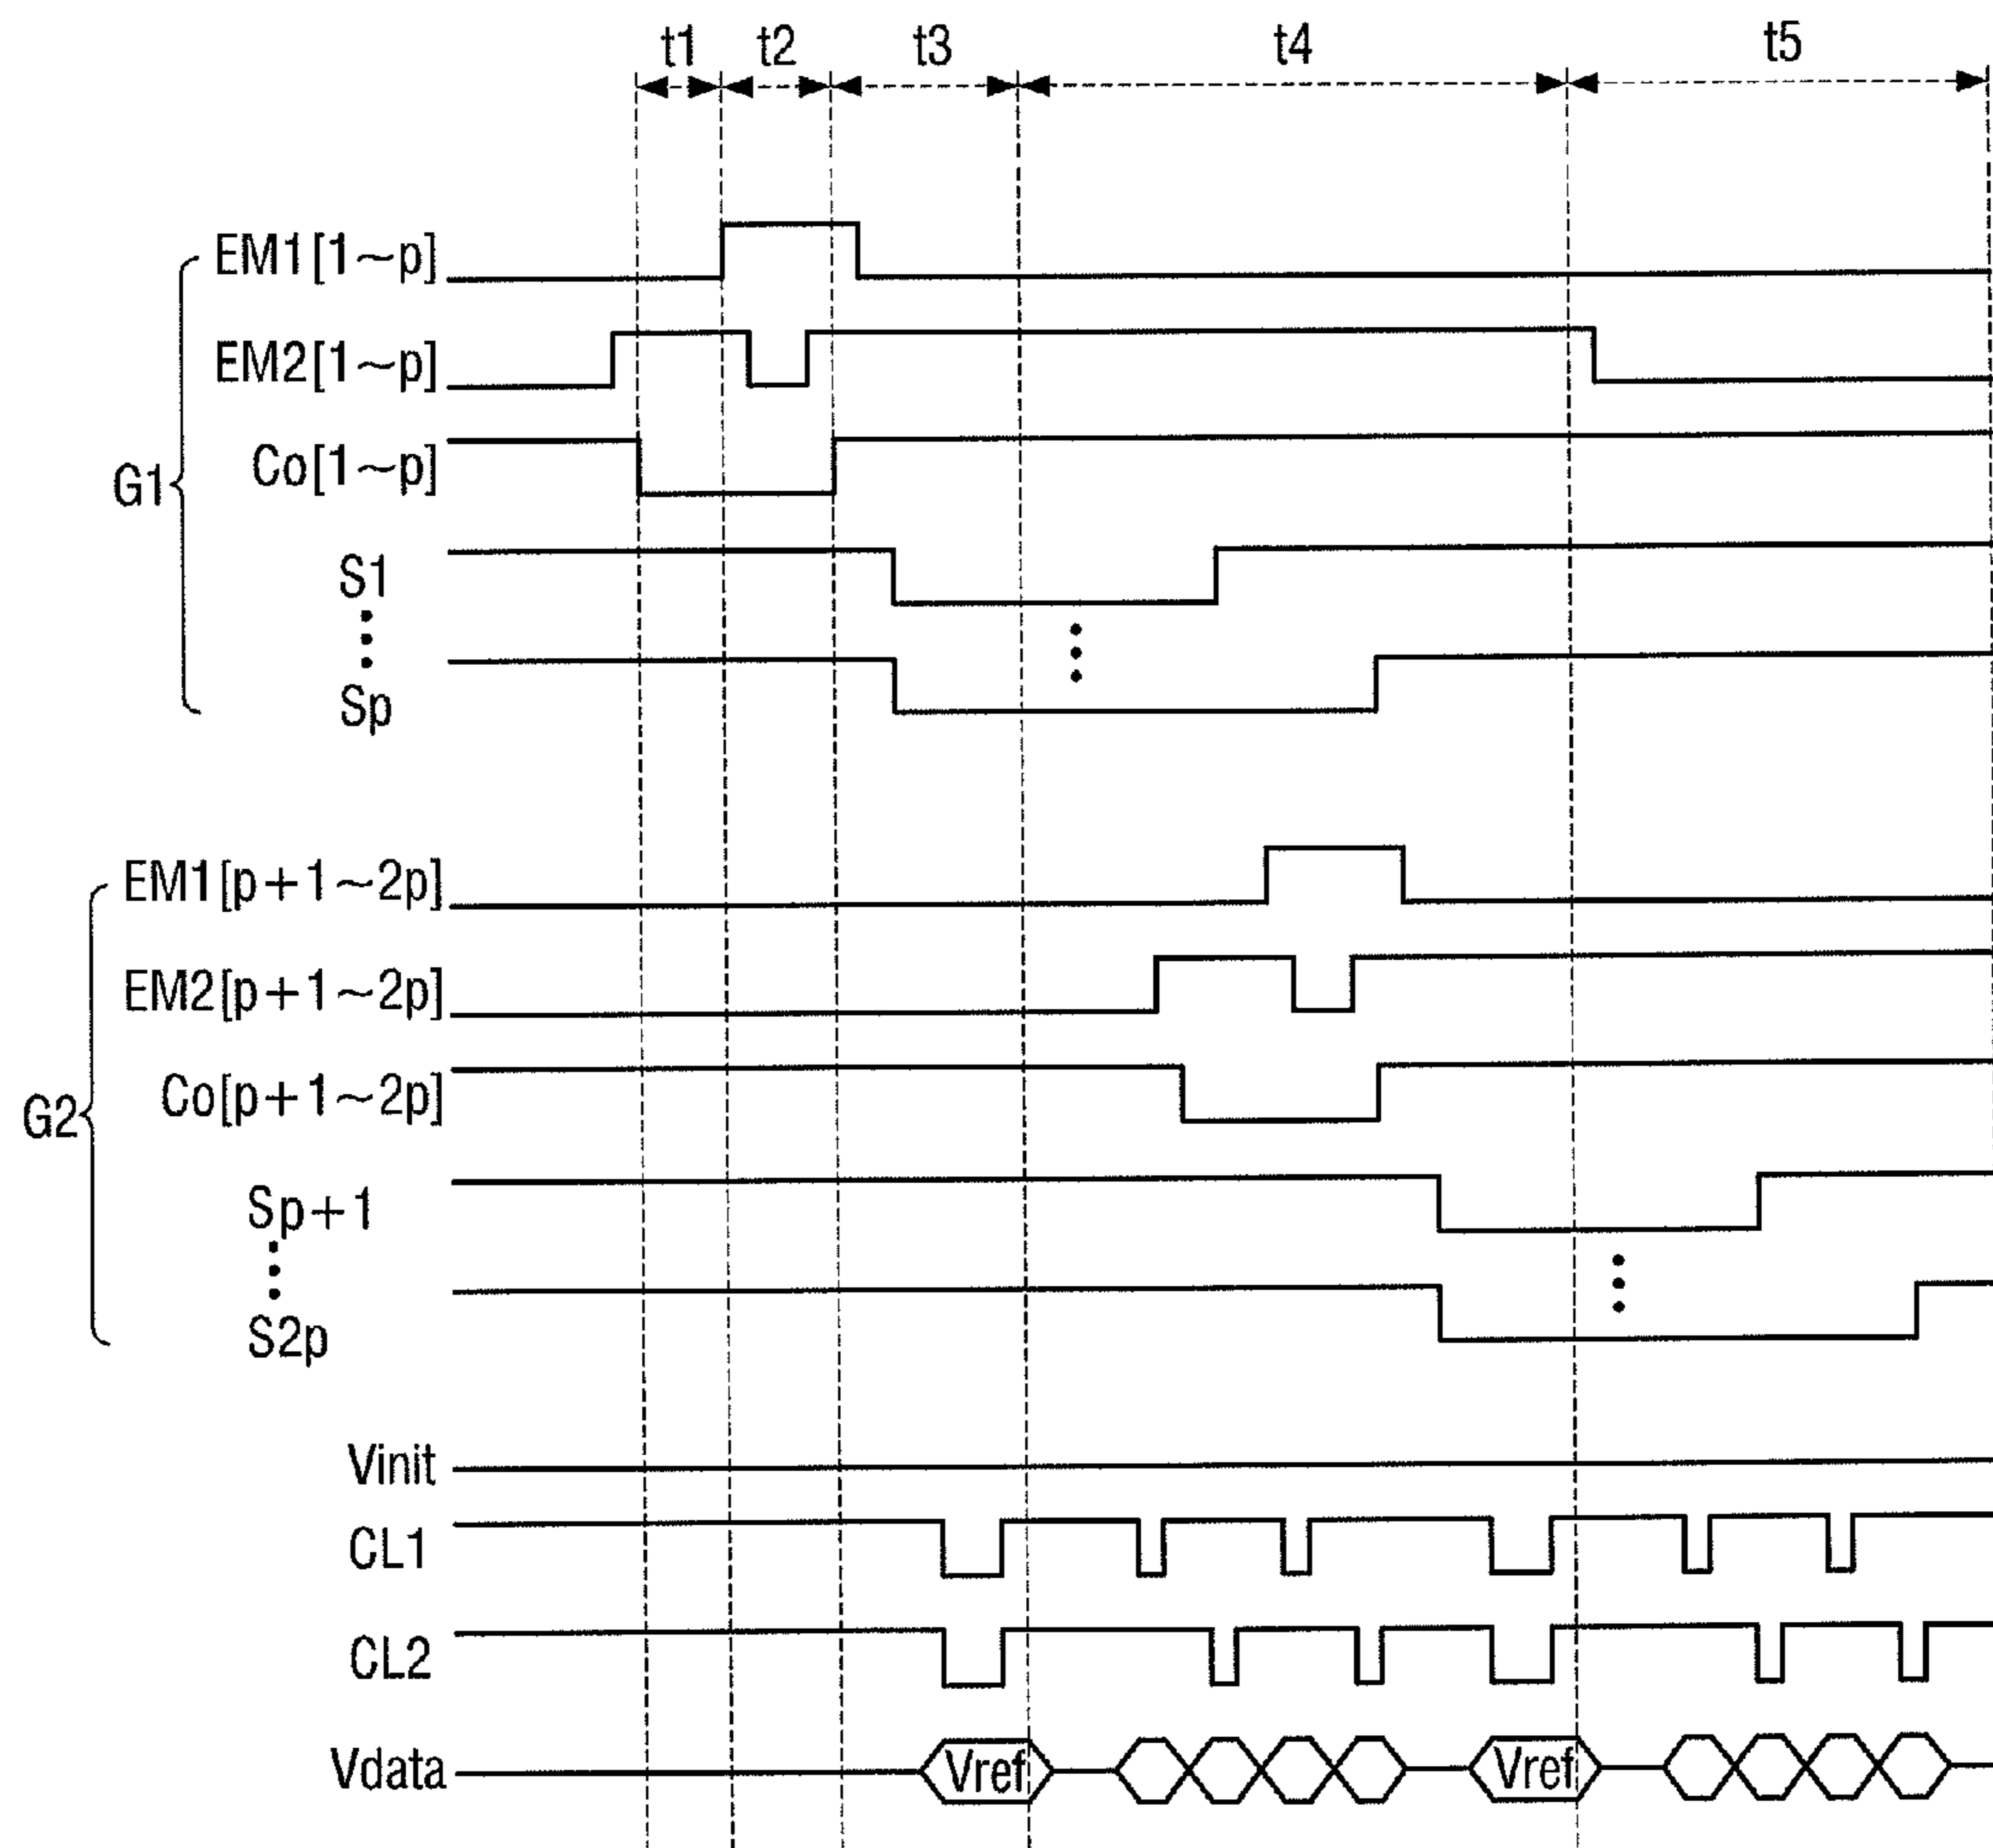 t1 t2 t3 t4 t5
EM1[1~p]
EM2[1~p]
Co[1~p]
G1
S1
Sp
EM1[p+1~2p]
EM2[p+1~2p]
Co[p+1~2p]
G2
Sp+1
S2p
Vinit
CL1
CL2
Vdata Vref Vref